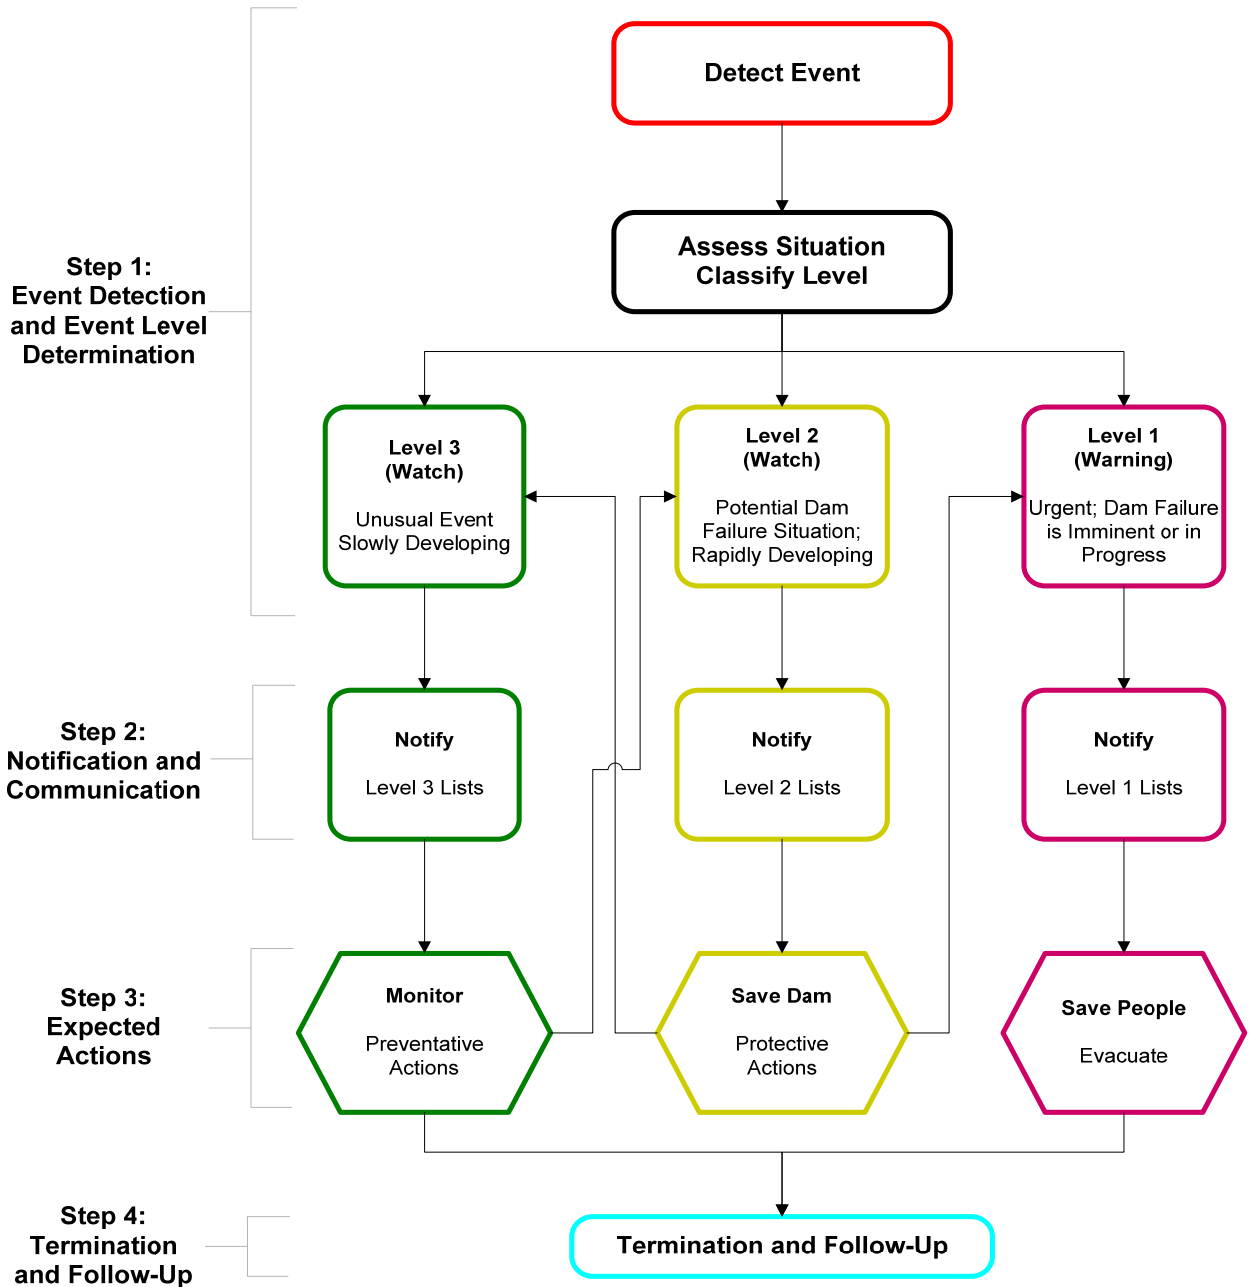 Detect Event
Assess Situation
Classify Level
Step 1:
Event Detection
and Event Level
Determination
Level 3
(Watch)
Unusual Event
Slowly Developing
Level 2
(Watch)
Potential Dam
Failure Situation;
Rapidly Developing
Level 1
(Warning)
Urgent; Dam Failure
is Imminent or in
Progress
Step 2:
Notification and
Communication
Notify
Level 3 Lists
Notify
Level 2 Lists
Notify
Level 1 Lists
Step 3:
Expected
Actions
Monitor
Preventative
Actions
Save Dam
Protective
Actions
Save People
Evacuate
Step 4:
Termination
and Follow-Up
Termination and Follow-Up